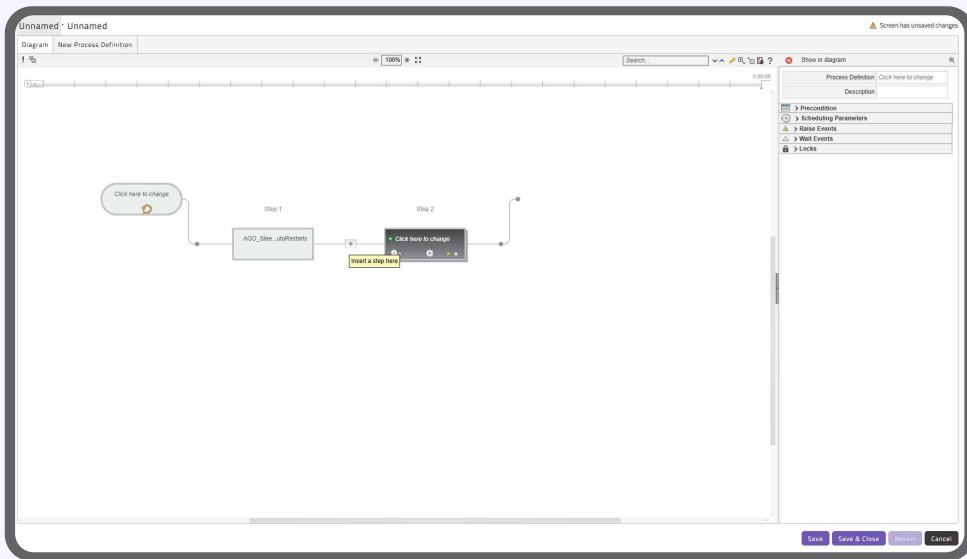 Unnamed * Unnamed
Screen has unsaved changes
Diagram New Process Definition
100%
Search...
?
Show in diagram
0:00:00
Process Definition Click here to change
Description
Precondition
Scheduling Parameters
Raise Events
Wait Events
Locks
Click here to change
Step 1
Step 2
AGO_Slee...utoRestarts
Click here to change
Insert a step here
Save Save & Close Revert Cancel